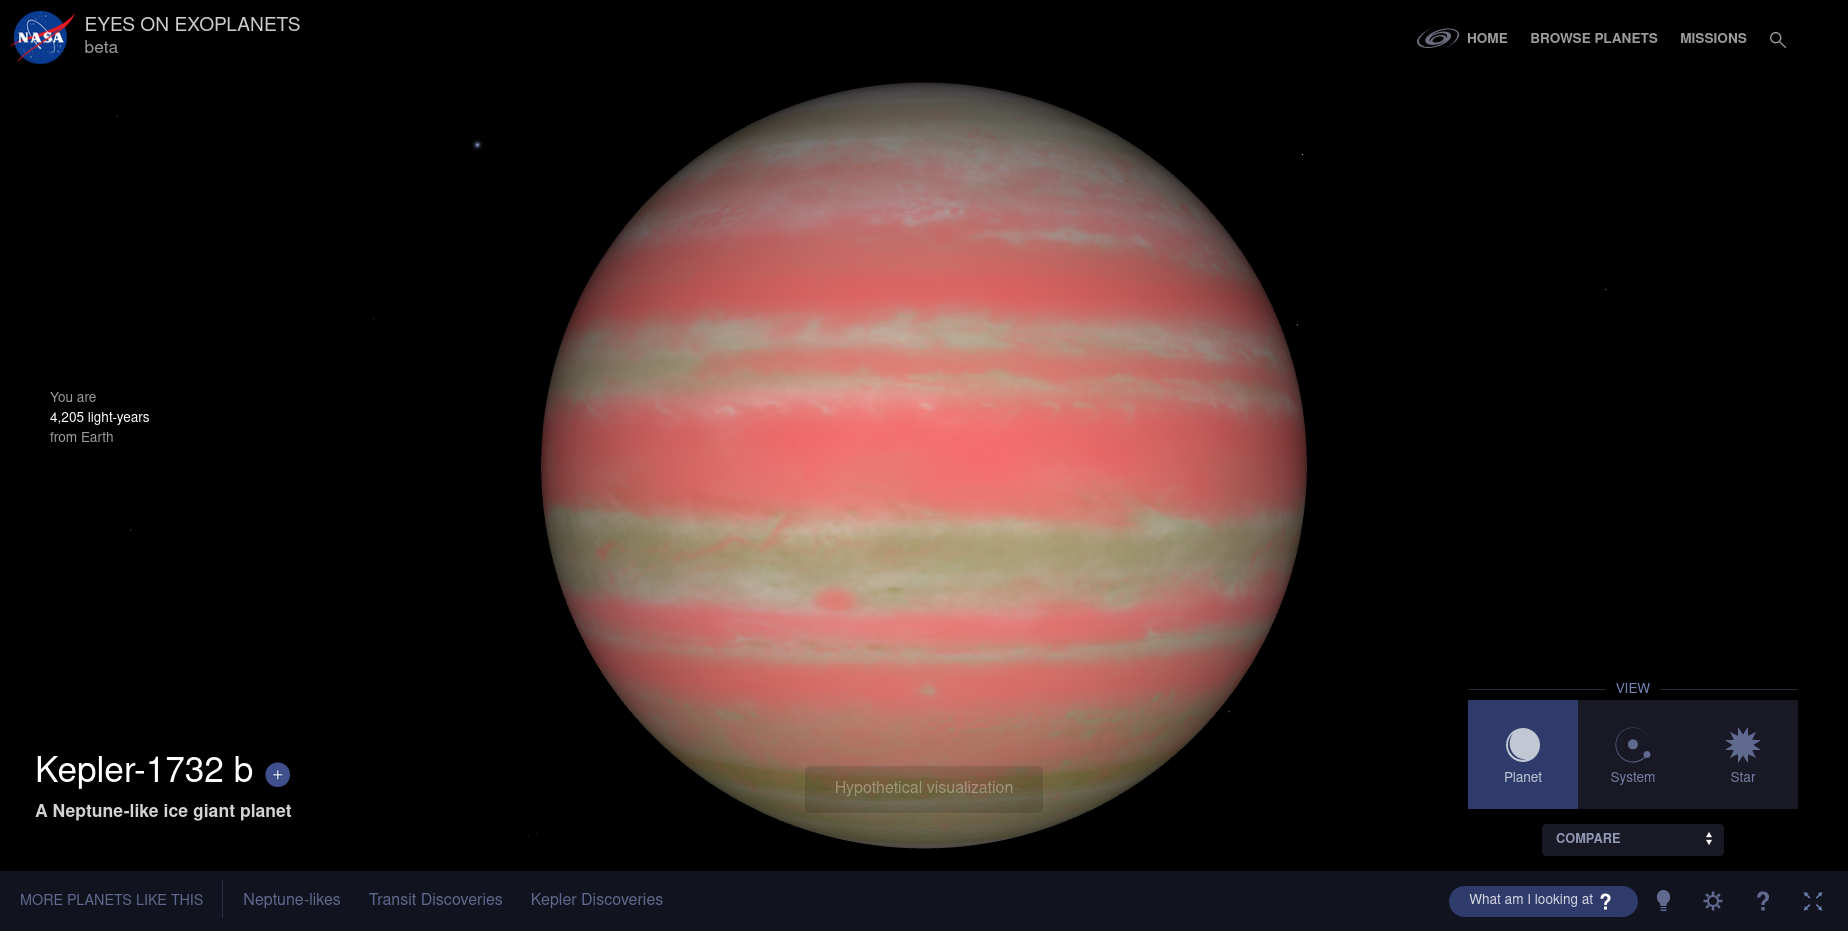 NASA
EYES ON EXOPLANETS
beta
HOME
BROWSE PLANETS
MISSIONS
You are
4,205 light-years
from Earth
Kepler-1732 b +
A Neptune-like ice giant planet
Hypothetical visualization
VIEW
Planet
System
Star
COMPARE
MORE PLANETS LIKE THIS
Neptune-likes
Transit Discoveries
Kepler Discoveries
What am I looking at ?
?